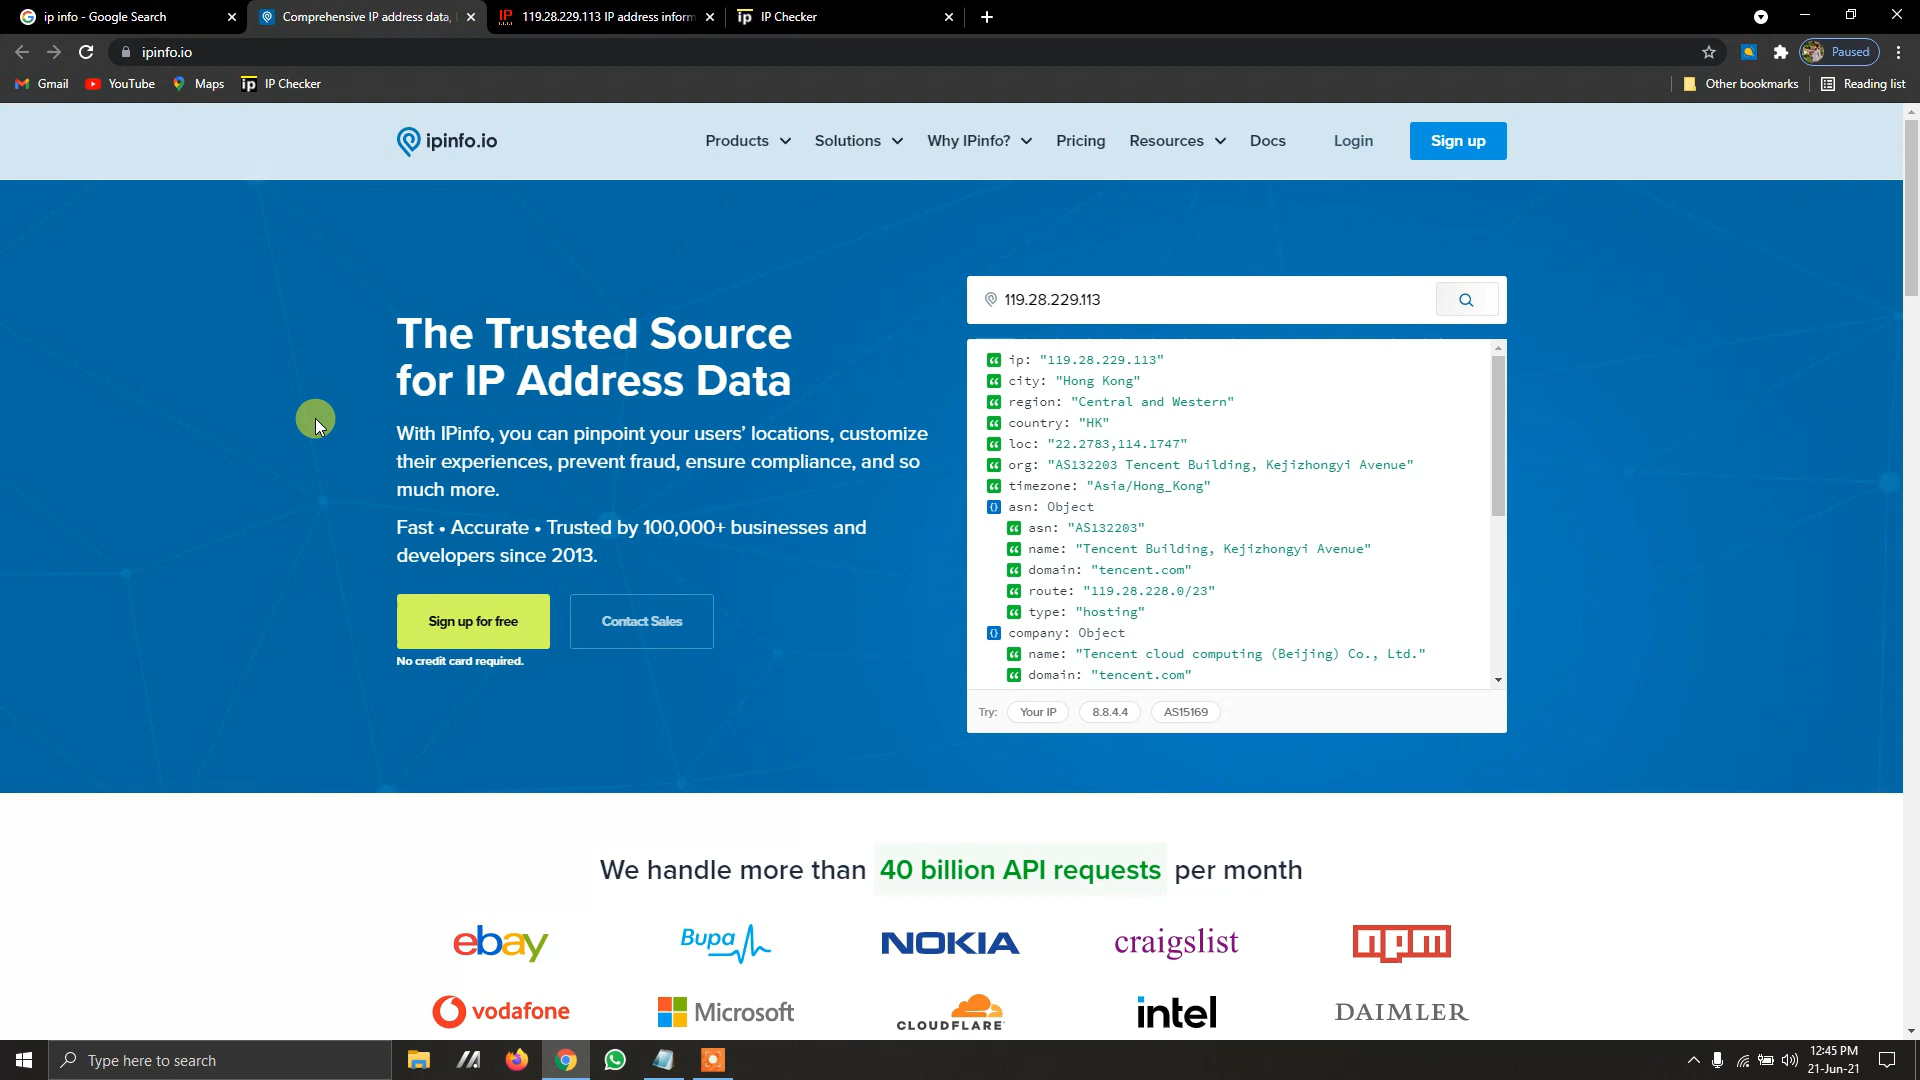 ip info - Google Search
Comprehensive IP address data,
119.28.229.113 IP address inform
IP Checker
ipinfo.io
Paused
Gmail
YouTube
Maps
IP Checker
Other bookmarks
Reading list
ipinfo.io
Products
Solutions
Why IPinfo?
Pricing
Resources
Docs
Login
Sign up
The Trusted Source
for IP Address Data
With IPinfo, you can pinpoint your users' locations, customize
their experiences, prevent fraud, ensure compliance, and so
much more.
Fast • Accurate • Trusted by 100,000+ businesses and
developers since 2013.
Sign up for free
Contact Sales
No credit card required.
119.28.229.113
ip: "119.28.229.113"
city: "Hong Kong"
region: "Central and Western"
country: "HK"
loc: "22.2783,114.1747"
org: "AS132203 Tencent Building, Kejizhongyi Avenue"
timezone: "Asia/Hong_Kong"
asn: Object
asn: "AS132203"
name: "Tencent Building, Kejizhongyi Avenue"
domain: "tencent.com"
route: "119.28.228.0/23"
type: "hosting"
company: Object
name: "Tencent cloud computing (Beijing) Co., Ltd."
domain: "tencent.com"
Try:
Your IP
8.8.4.4
AS15169
We handle more than 40 billion API requests per month
ebay
Bupa
NOKIA
craigslist
npm
vodafone
Microsoft
CLOUDFLARE
intel
DAIMLER
Type here to search
12:45 PM
21-Jun-21